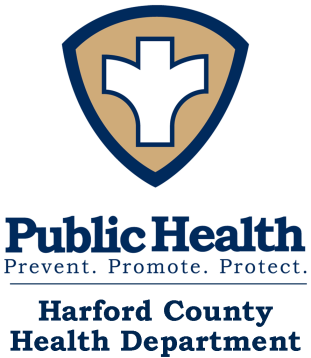 Public Health
Prevent. Promote. Protect.
Harford County
Health Department